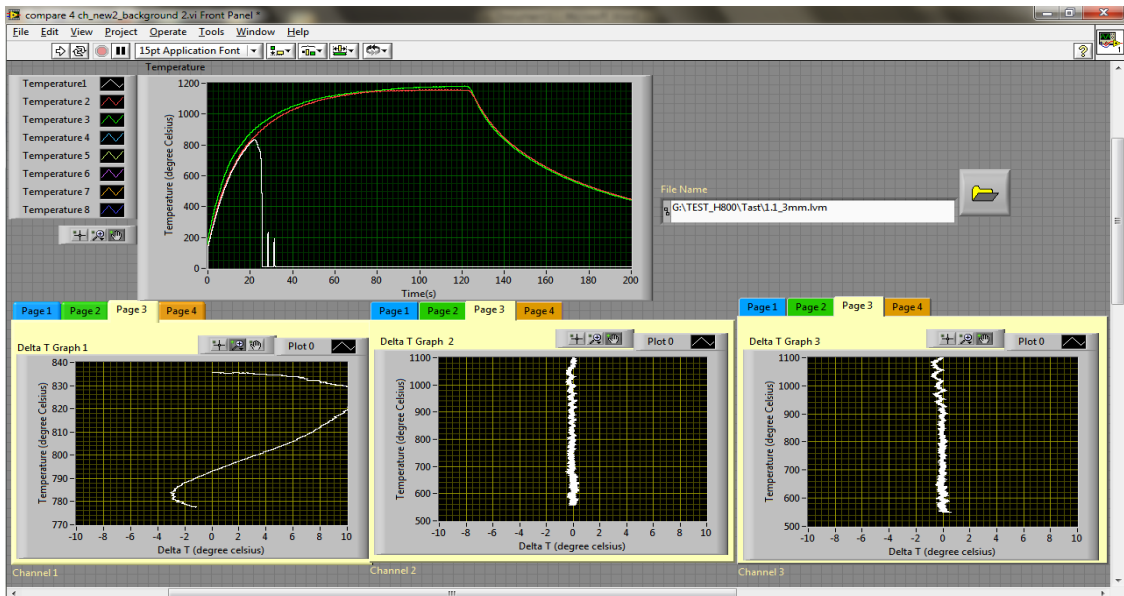 compare 4 ch_new2_background 2.vi Front Panel *
File Edit View Project Operate Tools Window Help
15pt Application Font
?
1
Temperature
Temperature1
Temperature 2
Temperature 3
Temperature 4
Temperature 5
Temperature 6
Temperature 7
Temperature 8
Temperature (degree Celsius)
1200
1000
800
600
400
200
0
0 20 40 60 80 100 120 140 160 180 200
Time(s)
File Name
G:\TEST_H800\Tast\1.1_3mm.lvm
Page 1 Page 2 Page 3 Page 4
Delta T Graph 1
Plot 0
Temperature (degree Celsius)
840
830
820
810
800
790
780
770
-10 -8 -6 -4 -2 0 2 4 6 8 10
Delta T (degree celsius)
Channel 1
Page 1 Page 2 Page 3 Page 4
Delta T Graph 2
Plot 0
Temperature (degree Celsius)
1100
1000
900
800
700
600
500
-10 -8 -6 -4 -2 0 2 4 6 8 10
Delta T (degree celsius)
Channel 2
Page 1 Page 2 Page 3 Page 4
Delta T Graph 3
Plot 0
Temperature (degree Celsius)
1100
1000
900
800
700
600
500
-10 -8 -6 -4 -2 0 2 4 6 8 10
Delta T (degree celsius)
Channel 3